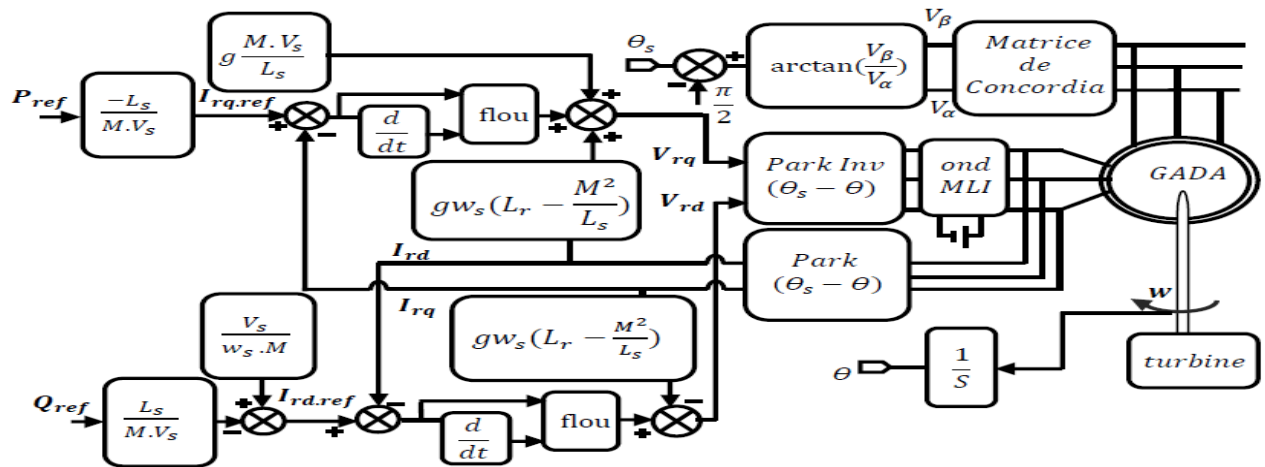 g M.V_s / L_s
P_ref
-L_s / M.V_s
I_rq.ref
+
−
d/dt
flou
+
+
+
θ_s
+
−
π/2
arctan(V_β / V_α)
V_β
V_α
Matrice
de
Concordia
gw_s(L_r − M² / L_s)
V_rq
V_rd
Park Inv
(θ_s − θ)
ond
MLI
GADA
Park
(θ_s − θ)
I_rd
I_rq
V_s / w_s.M
gw_s(L_r − M² / L_s)
w
θ
1/S
turbine
Q_ref
L_s / M.V_s
+
−
I_rd.ref
+
−
d/dt
flou
+
−